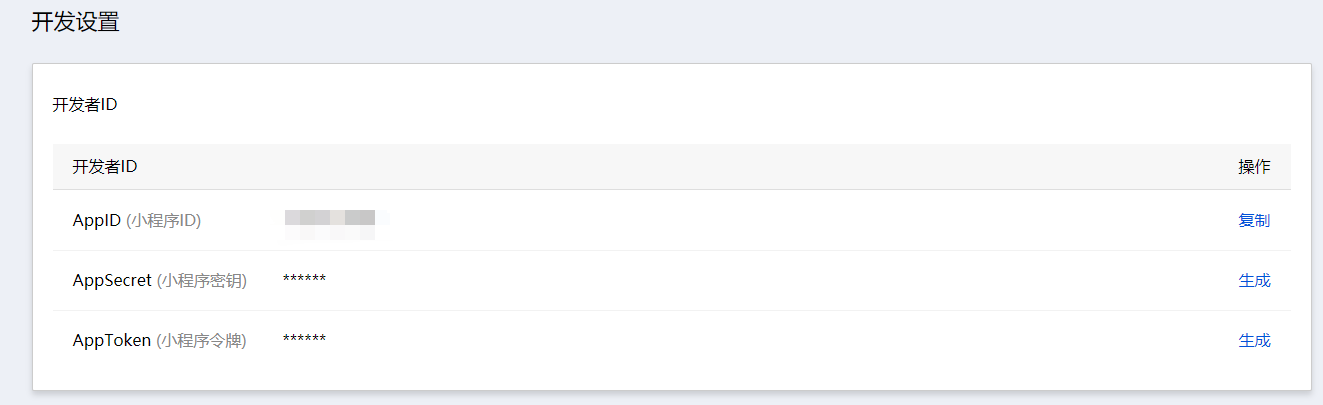 开发设置
开发者ID
开发者ID 操作
AppID (小程序ID) 复制
AppSecret (小程序密钥) ****** 生成
AppToken (小程序令牌) ****** 生成